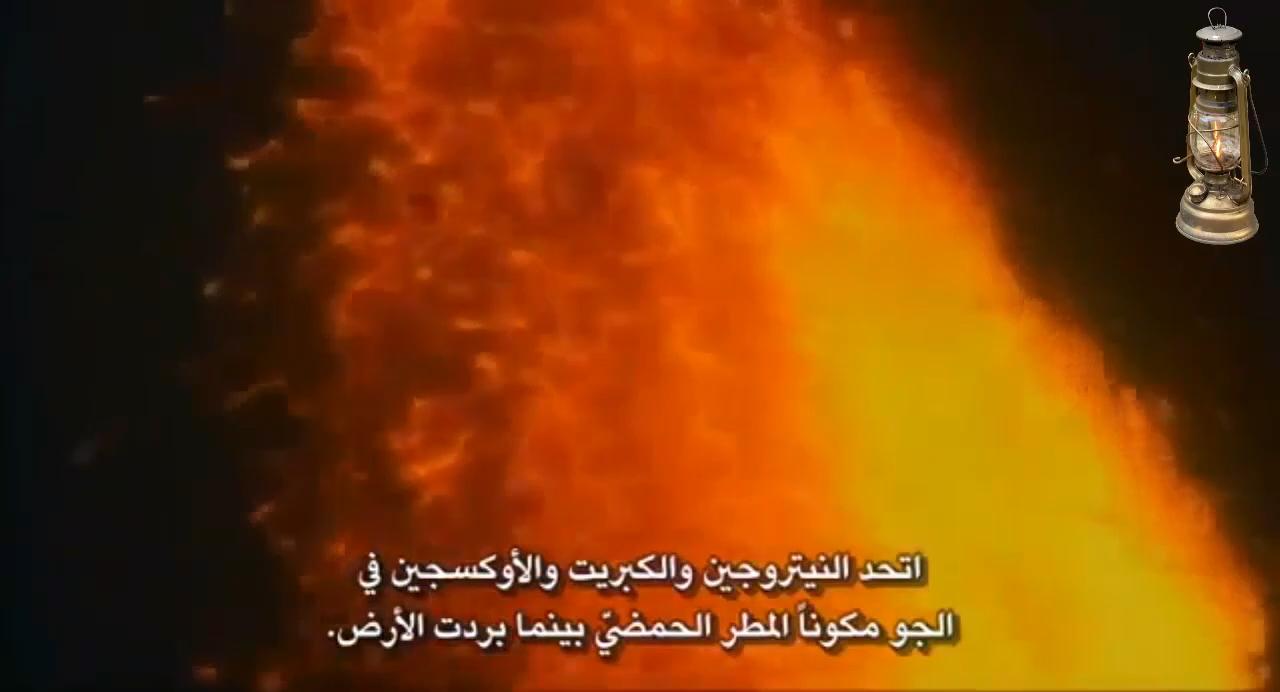 اتحد النيتروجين والكبريت والأوكسجين في
الجو مكوناً المطر الحمضيّ بينما بردت الأرض.